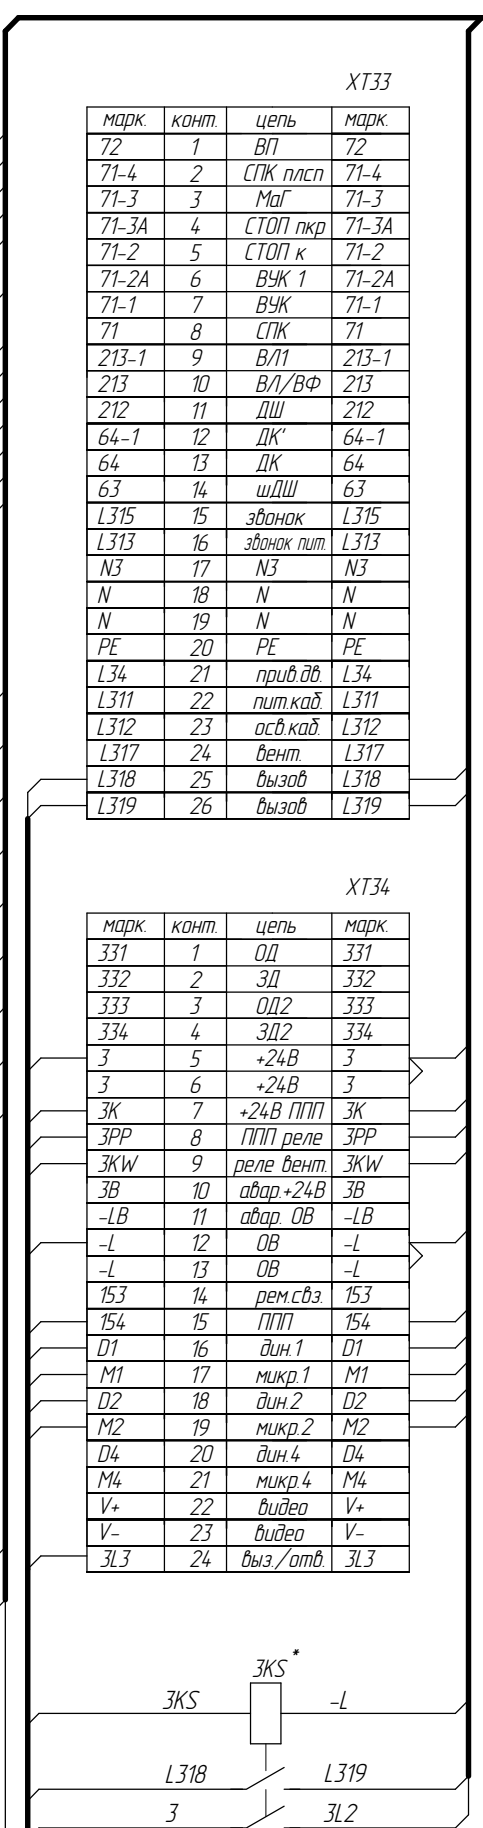 XT33
марк. конт. цепь марк.
72 1 ВП 72
71-4 2 СПК плсп 71-4
71-3 3 МаГ 71-3
71-3А 4 СТОП пкр 71-3А
71-2 5 СТОП к 71-2
71-2А 6 ВУК 1 71-2А
71-1 7 ВУК 71-1
71 8 СПК 71
213-1 9 ВЛ1 213-1
213 10 ВЛ/ВФ 213
212 11 ДШ 212
64-1 12 ДК' 64-1
64 13 ДК 64
63 14 шДШ 63
L315 15 звонок L315
L313 16 звонок пит. L313
N3 17 N3 N3
N 18 N N
N 19 N N
PE 20 PE PE
L34 21 прив.дв. L34
L311 22 пит.каб. L311
L312 23 осв.каб. L312
L317 24 вент. L317
L318 25 вызов L318
L319 26 вызов L319
XT34
марк. конт. цепь марк.
331 1 ОД 331
332 2 ЗД 332
333 3 ОД2 333
334 4 ЗД2 334
3 5 +24В 3
3 6 +24В 3
3К 7 +24В ППП 3К
3РР 8 ППП реле 3РР
3KW 9 реле вент. 3KW
3В 10 авар.+24В 3В
-LB 11 авар. 0В -LB
-L 12 0В -L
-L 13 0В -L
153 14 рем.свз. 153
154 15 ППП 154
D1 16 дин.1 D1
M1 17 микр.1 M1
D2 18 дин.2 D2
M2 19 микр.2 M2
D4 20 дин.4 D4
M4 21 микр.4 M4
V+ 22 видео V+
V- 23 видео V-
3L3 24 выз./отв. 3L3
3KS *
3KS -L
L318 L319
3 3L2